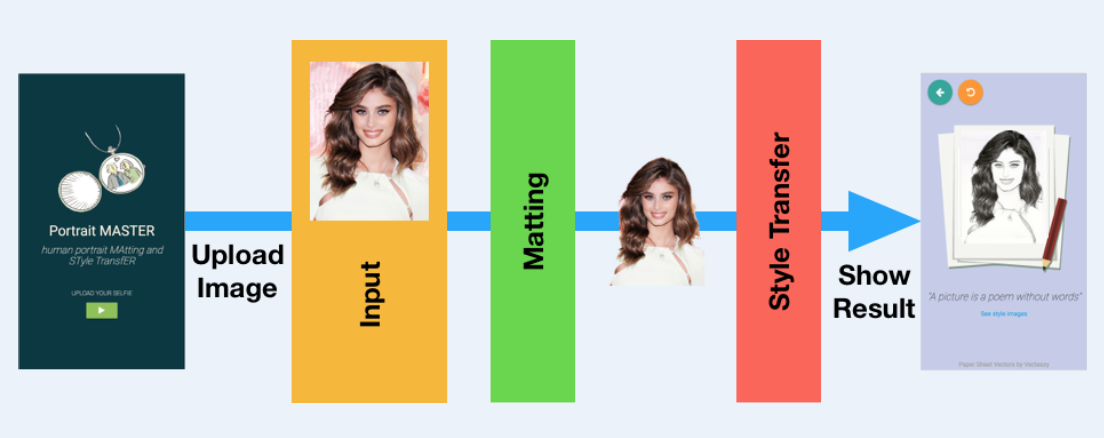 Portrait MASTER
human portrait MAtting and
STyle TransfER
UPLOAD YOUR SELFIE
Upload
Image
Input
Matting
Style Transfer
Show
Result
"A picture is a poem without words"
See style images
Paper Sheet Vectors by Vecteezy